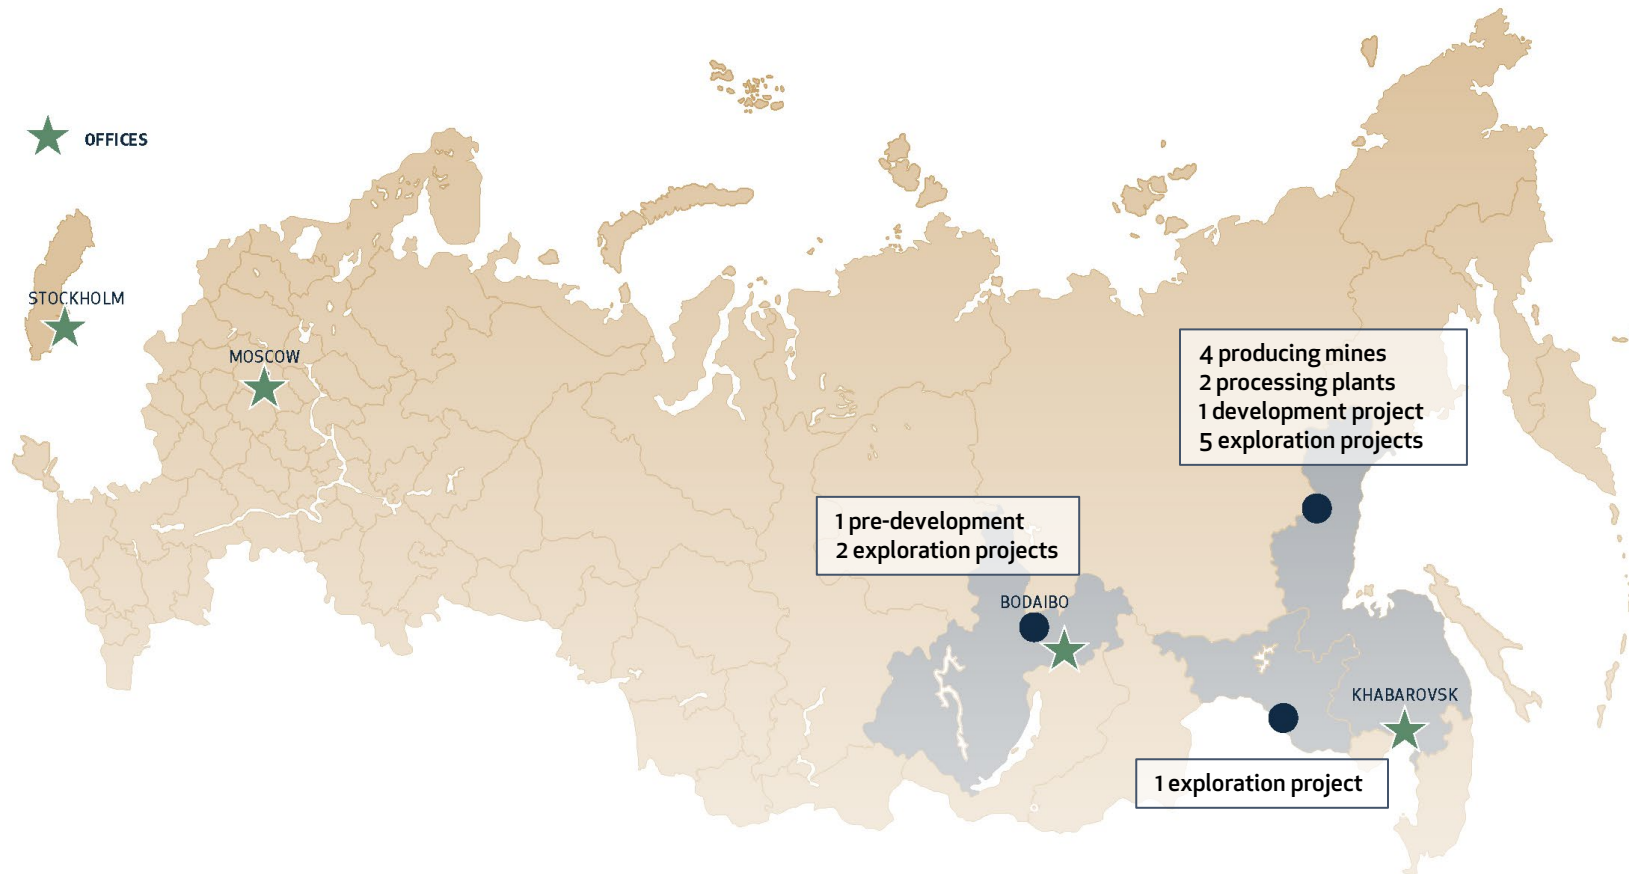 OFFICES
STOCKHOLM
MOSCOW
4 producing mines
2 processing plants
1 development project
5 exploration projects
1 pre-development
2 exploration projects
BODAIBO
KHABAROVSK
1 exploration project